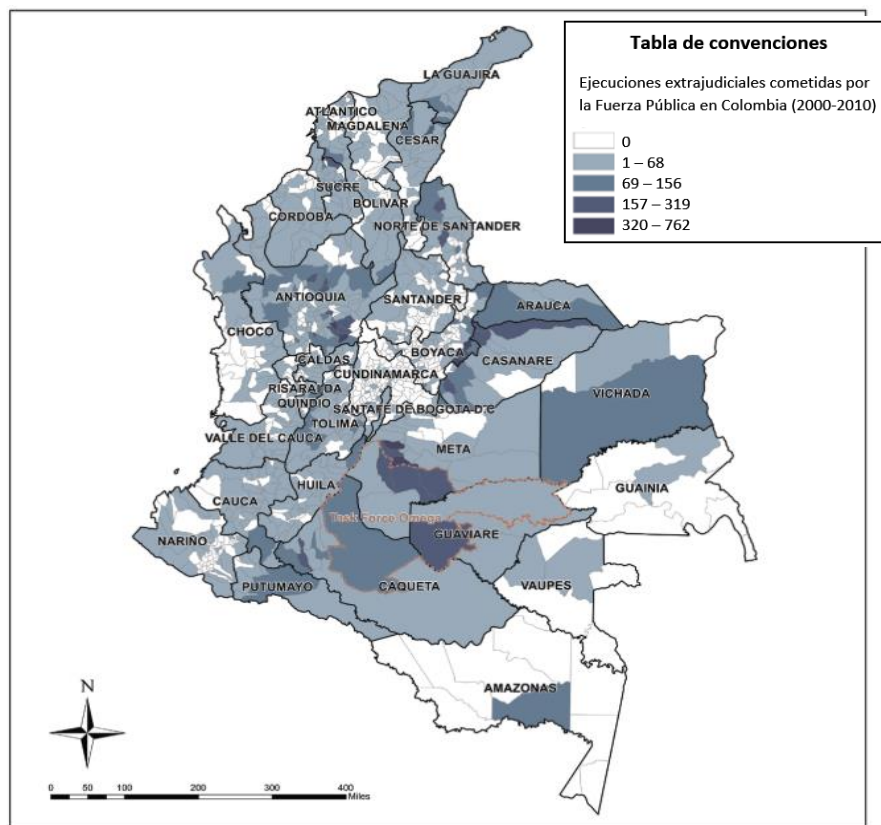 Tabla de convenciones
Ejecuciones extrajudiciales cometidas por
la Fuerza Pública en Colombia (2000-2010)
0
1 – 68
69 – 156
157 – 319
320 – 762
LA GUAJIRA
ATLANTICO
MAGDALENA
CESAR
SUCRE
BOLIVAR
CORDOBA
NORTE DE SANTANDER
ANTIOQUIA
SANTANDER
ARAUCA
CHOCO
BOYACA
CASANARE
CALDAS
CUNDINAMARCA
RISARALDA
VICHADA
QUINDIO
SANTAFE DE BOGOTA D.C
TOLIMA
VALLE DEL CAUCA
META
HUILA
GUAINIA
CAUCA
Task Force Omega
GUAVIARE
NARIÑO
PUTUMAYO
CAQUETA
VAUPES
AMAZONAS
N
0 50 100 200 300 400
Miles